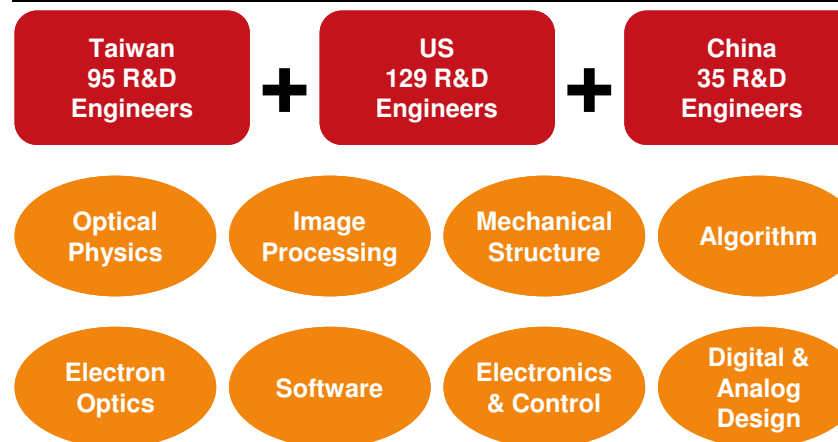 Taiwan
95 R&D
Engineers
+
US
129 R&D
Engineers
+
China
35 R&D
Engineers
Optical
Physics
Image
Processing
Mechanical
Structure
Algorithm
Electron
Optics
Software
Electronics
& Control
Digital &
Analog
Design